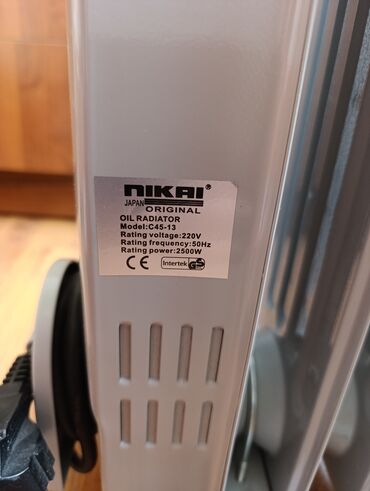 NIKAI®
JAPAN ORIGINAL
OIL RADIATOR
Model:C45-13
Rating voltage:220V
Rating frequency:50Hz
Rating power:2500W
CE Intertek GS